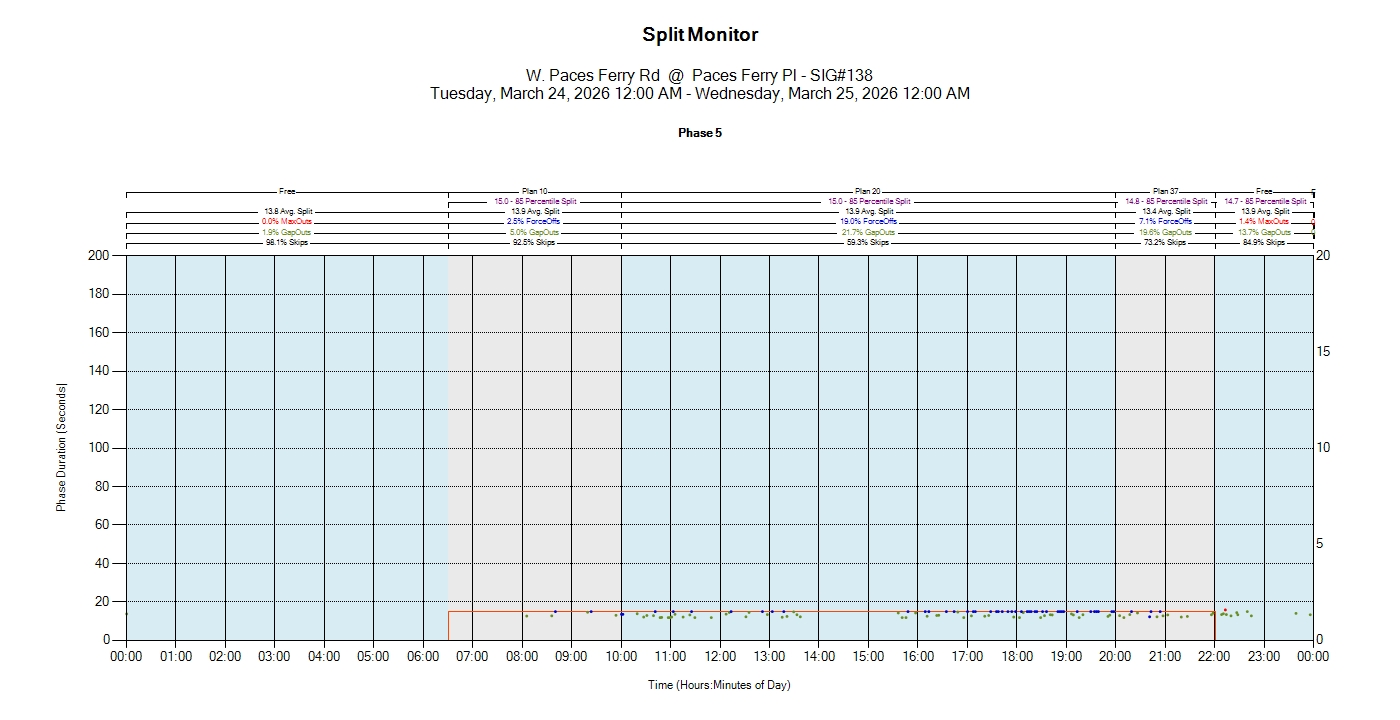 Split Monitor
W. Paces Ferry Rd @ Paces Ferry Pl - SIG#138
Tuesday, March 24, 2026 12:00 AM - Wednesday, March 25, 2026 12:00 AM
Phase 5
Free Plan 10 Plan 20 Plan 37 Free
15.0 - 85 Percentile Split 15.0 - 85 Percentile Split 14.8 - 85 Percentile Split 14.7 - 85 Percentile Split
13.8 Avg. Split 13.9 Avg. Split 13.9 Avg. Split 13.4 Avg. Split 13.9 Avg. Split
0.0% MaxOuts 2.5% ForceOffs 19.0% ForceOffs 7.1% ForceOffs 1.4% MaxOuts
1.9% GapOuts 5.0% GapOuts 21.7% GapOuts 19.6% GapOuts 13.7% GapOuts
98.1% Skips 92.5% Skips 59.3% Skips 73.2% Skips 84.9% Skips
200 20
180
160
15
140
120
100 10
80
60
5
40
20
0 0
Phase Duration (Seconds)
00:00 01:00 02:00 03:00 04:00 05:00 06:00 07:00 08:00 09:00 10:00 11:00 12:00 13:00 14:00 15:00 16:00 17:00 18:00 19:00 20:00 21:00 22:00 23:00 00:00
Time (Hours:Minutes of Day)